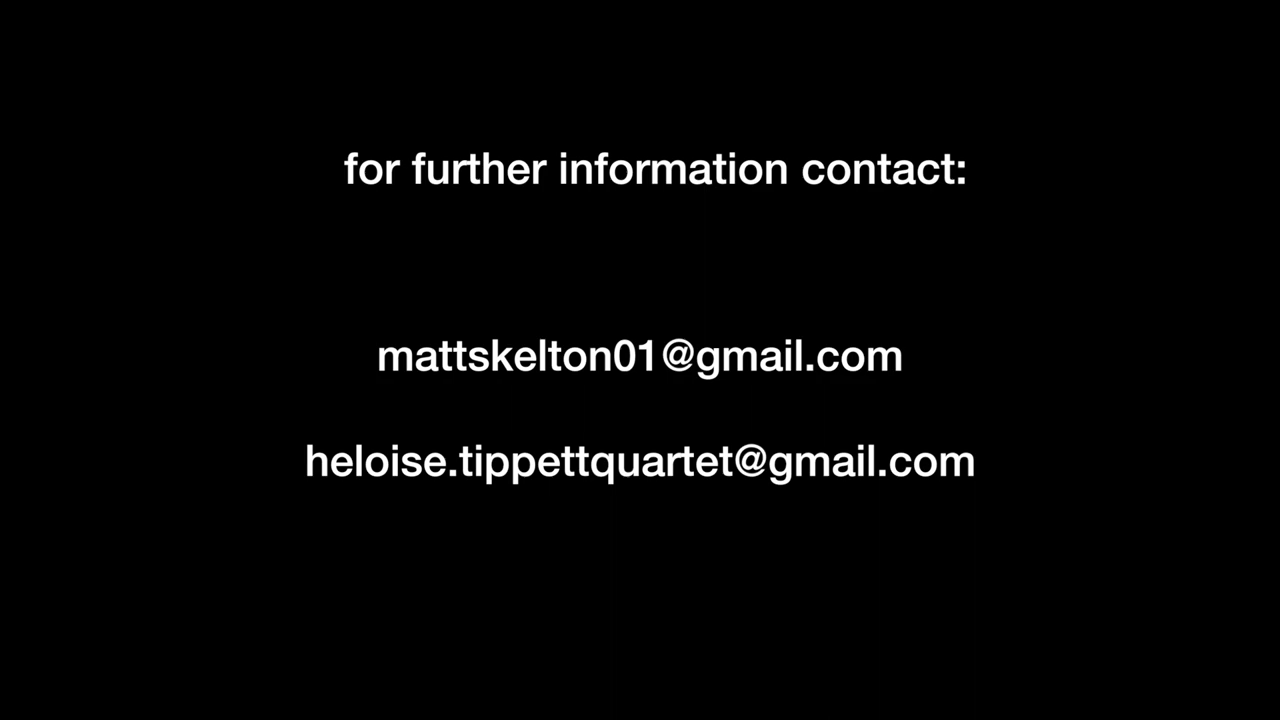 for further information contact:
mattskelton01@gmail.com
heloise.tippettquartet@gmail.com